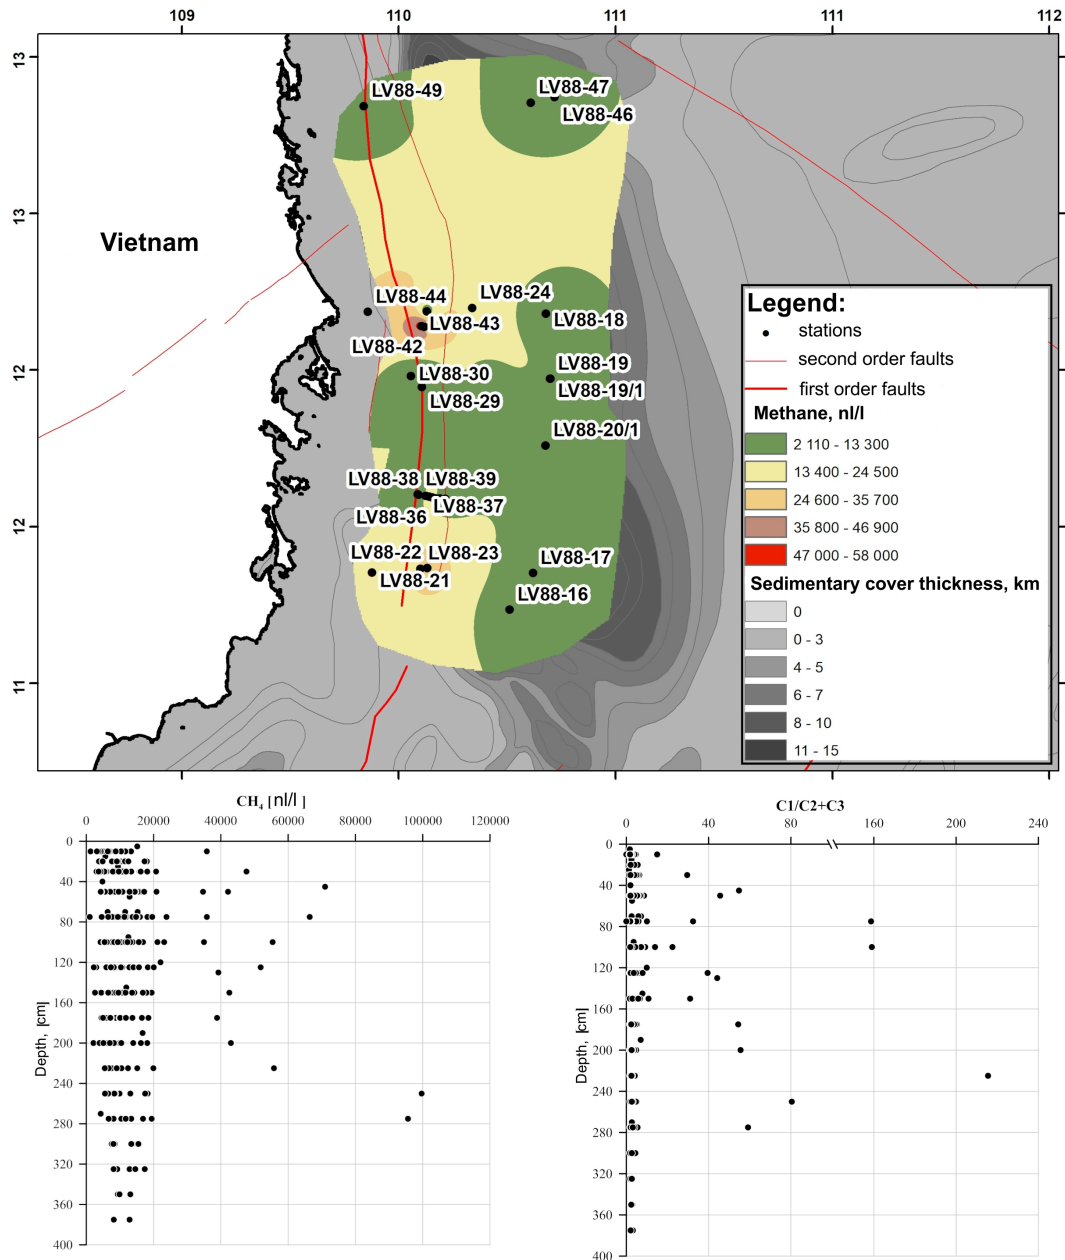 109 110 111 111 112
13
13
12
12
11
Vietnam
LV88-49
LV88-47
LV88-46
LV88-44
LV88-24
LV88-43
LV88-18
LV88-42
LV88-30
LV88-19
LV88-29
LV88-19/1
LV88-20/1
LV88-38 LV88-39
LV88-37
LV88-36
LV88-22 LV88-23
LV88-17
LV88-21
LV88-16
Legend:
stations
second order faults
first order faults
Methane, nl/l
2 110 - 13 300
13 400 - 24 500
24 600 - 35 700
35 800 - 46 900
47 000 - 58 000
Sedimentary cover thickness, km
0
0 - 3
4 - 5
6 - 7
8 - 10
11 - 15
CH₄ [nl/l ]
0 20000 40000 60000 80000 100000 120000
0
40
80
120
160
200
240
280
320
360
400
Depth, [cm]
C1/C2+C3
0 40 80 160 200 240
0
40
80
120
160
200
240
280
320
360
400
Depth, [cm]